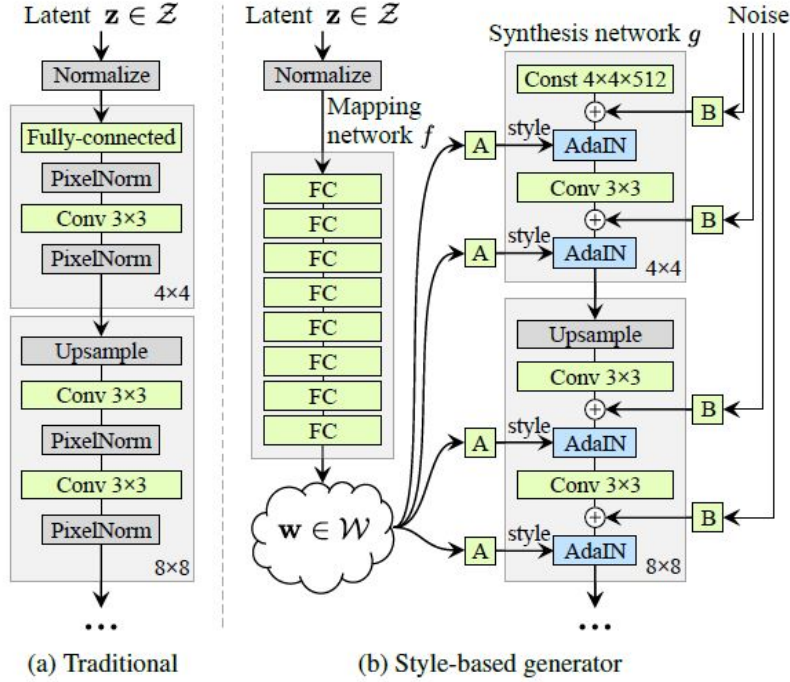 Latent z ∈ 𝒵
Normalize
Fully-connected
PixelNorm
Conv 3×3
PixelNorm
4×4
Upsample
Conv 3×3
PixelNorm
Conv 3×3
PixelNorm
8×8
...
(a) Traditional
Latent z ∈ 𝒵
Normalize
Mapping
network f
FC
FC
FC
FC
FC
FC
FC
FC
w ∈ 𝒲
A
style
A
style
A
style
A
style
Synthesis network g
Const 4×4×512
+
AdaIN
Conv 3×3
+
AdaIN
4×4
Upsample
Conv 3×3
+
AdaIN
Conv 3×3
+
AdaIN
8×8
...
Noise
B
B
B
B
(b) Style-based generator